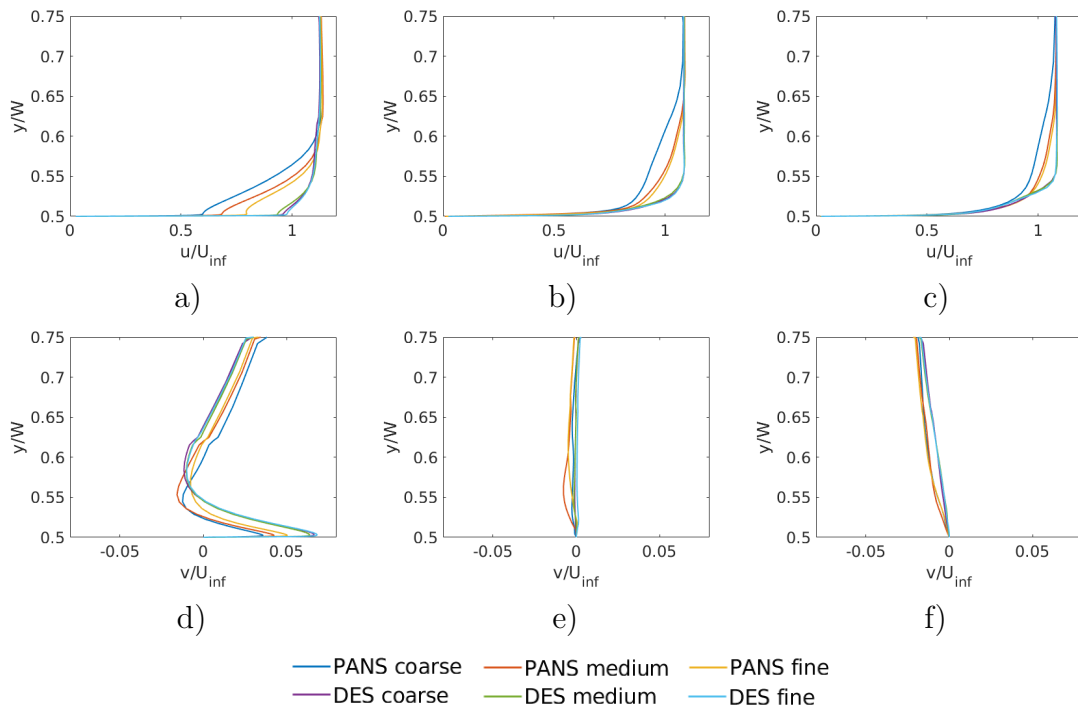 0.75
0.7
0.65
0.6
0.55
0.5
y/W
0 0.5 1
u/U_inf
a)
0.75
0.7
0.65
0.6
0.55
0.5
y/W
0 0.5 1
u/U_inf
b)
0.75
0.7
0.65
0.6
0.55
0.5
y/W
0 0.5 1
u/U_inf
c)
0.75
0.7
0.65
0.6
0.55
0.5
y/W
-0.05 0 0.05
v/U_inf
d)
0.75
0.7
0.65
0.6
0.55
0.5
y/W
-0.05 0 0.05
v/U_inf
e)
0.75
0.7
0.65
0.6
0.55
0.5
y/W
-0.05 0 0.05
v/U_inf
f)
PANS coarse PANS medium PANS fine
DES coarse DES medium DES fine